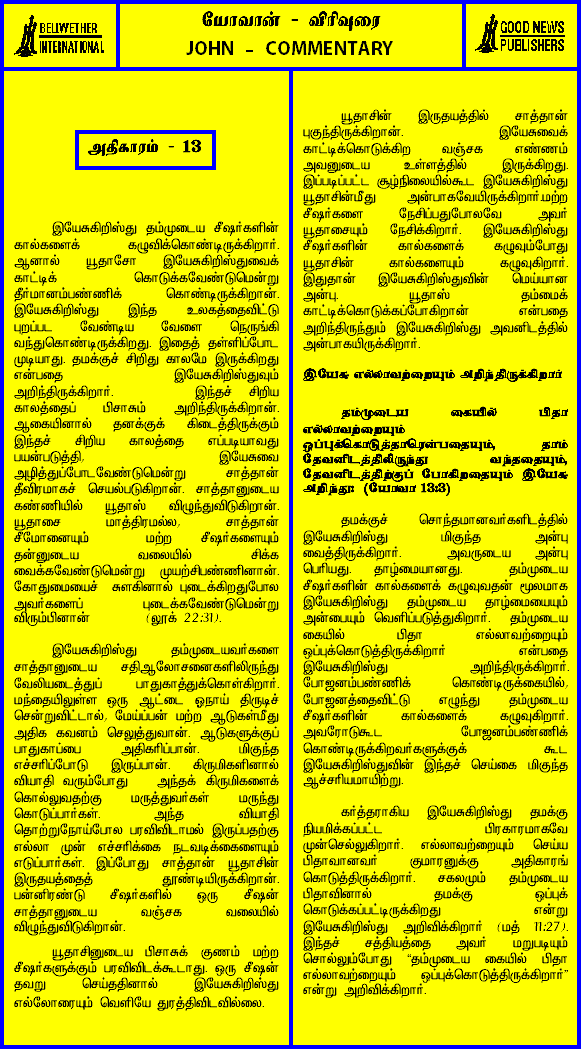 BELLWETHER
INTERNATIONAL
யோவான் - விரிவுரை
JOHN - COMMENTARY
GOOD NEWS
PUBLISHERS
அதிகாரம் - 13
இயேசுகிறிஸ்து தம்முடைய சீஷர்களின்
கால்களைக் கழுவிக்கொண்டிருக்கிறார்.
ஆனால் யூதாசோ இயேசுகிறிஸ்துவைக்
காட்டிக் கொடுக்கவேண்டுமென்று
தீர்மானம்பண்ணிக் கொண்டிருக்கிறான்.
இயேசுகிறிஸ்து இந்த உலகத்தைவிட்டு
புறப்பட வேண்டிய வேளை நெருங்கி
வந்துகொண்டிருக்கிறது. இதைத் தள்ளிப்போட
முடியாது. தமக்குச் சிறிது காலமே இருக்கிறது
என்பதை இயேசுகிறிஸ்துவும்
அறிந்திருக்கிறார். இந்தச் சிறிய
காலத்தைப் பிசாசும் அறிந்திருக்கிறான்.
ஆகையினால் தனக்குக் கிடைத்திருக்கும்
இந்தச் சிறிய காலத்தை எப்படியாவது
பயன்படுத்தி, இயேசுவை
அழித்துப்போடவேண்டுமென்று சாத்தான்
தீவிரமாகச் செயல்படுகிறான். சாத்தானுடைய
கண்ணியில் யூதாஸ் விழுந்துவிடுகிறான்.
யூதாசை மாத்திரமல்ல, சாத்தான்
சீமோனையும் மற்ற சீஷர்களையும்
தன்னுடைய வலையில் சிக்க
வைக்கவேண்டுமென்று முயற்சிபண்ணினான்.
கோதுமையைச் சுளகினால் புடைக்கிறதுபோல
அவர்களைப் புடைக்கவேண்டுமென்று
விரும்பினான் (லூக் 22:31).
இயேசுகிறிஸ்து தம்முடையவர்களை
சாத்தானுடைய சதிஆலோசனைகளிலிருந்து
வேலியடைத்துப் பாதுகாத்துக்கொள்கிறார்.
மந்தையிலுள்ள ஒரு ஆட்டை ஓநாய் திருடிச்
சென்றுவிட்டால், மேய்ப்பன் மற்ற ஆடுகள்மீது
அதிக கவனம் செலுத்துவான். ஆடுகளுக்குப்
பாதுகாப்பை அதிகரிப்பான். மிகுந்த
எச்சரிப்போடு இருப்பான். கிருமிகளினால்
வியாதி வரும்போது அந்தக் கிருமிகளைக்
கொல்லுவதற்கு மருத்துவர்கள் மருந்து
கொடுப்பார்கள். அந்த வியாதி
தொற்றுநோய்போல பரவிவிடாமல் இருப்பதற்கு
எல்லா முன் எச்சரிக்கை நடவடிக்கைகளையும்
எடுப்பார்கள். இப்போது சாத்தான் யூதாசின்
இருதயத்தைத் தூண்டியிருக்கிறான்.
பன்னிரண்டு சீஷர்களில் ஒரு சீஷன்
சாத்தானுடைய வஞ்சக வலையில்
விழுந்துவிடுகிறான்.
யூதாசினுடைய பிசாசுக் குணம் மற்ற
சீஷர்களுக்கும் பரவிவிடக்கூடாது. ஒரு சீஷன்
தவறு செய்ததினால் இயேசுகிறிஸ்து
எல்லோரையும் வெளியே துரத்திவிடவில்லை.
யூதாசின் இருதயத்தில் சாத்தான்
புகுந்திருக்கிறான். இயேசுவைக்
காட்டிக்கொடுக்கிற வஞ்சக எண்ணம்
அவனுடைய உள்ளத்தில் இருக்கிறது.
இப்படிப்பட்ட சூழ்நிலையில்கூட இயேசுகிறிஸ்து
யூதாசின்மீது அன்பாகவேயிருக்கிறார்.மற்ற
சீஷர்களை நேசிப்பதுபோலவே அவர்
யூதாசையும் நேசிக்கிறார். இயேசுகிறிஸ்து
சீஷர்களின் கால்களைக் கழுவும்போது
யூதாசின் கால்களையும் கழுவுகிறார்.
இதுதான் இயேசுகிறிஸ்துவின் மெய்யான
அன்பு. யூதாஸ் தம்மைக்
காட்டிக்கொடுக்கப்போகிறான் என்பதை
அறிந்திருந்தும் இயேசுகிறிஸ்து அவனிடத்தில்
அன்பாகயிருக்கிறார்.
இயேசு எல்லாவற்றையும் அறிந்திருக்கிறார்
தம்முடைய கையில் பிதா
எல்லாவற்றையும்
ஒப்புக்கொடுத்தாரென்பதையும், தாம்
தேவனிடத்திலிருந்து வந்ததையும்,
தேவனிடத்திற்குப் போகிறதையும் இயேசு
அறிந்து; (யோவா 13:3)
தமக்குச் சொந்தமானவர்களிடத்தில்
இயேசுகிறிஸ்து மிகுந்த அன்பு
வைத்திருக்கிறார். அவருடைய அன்பு
பெரியது. தாழ்மையானது. தம்முடைய
சீஷர்களின் கால்களைக் கழுவுவதன் மூலமாக
இயேசுகிறிஸ்து தம்முடைய தாழ்மையையும்
அன்பையும் வெளிப்படுத்துகிறார். தம்முடைய
கையில் பிதா எல்லாவற்றையும்
ஒப்புக்கொடுத்திருக்கிறார் என்பதை
இயேசுகிறிஸ்து அறிந்திருக்கிறார்.
போஜனம்பண்ணிக் கொண்டிருக்கையில்,
போஜனத்தைவிட்டு எழுந்து தம்முடைய
சீஷர்களின் கால்களைக் கழுவுகிறார்.
அவரோடுகூட போஜனம்பண்ணிக்
கொண்டிருக்கிறவர்களுக்குக் கூட
இயேசுகிறிஸ்துவின் இந்தச் செய்கை மிகுந்த
ஆச்சரியமாயிற்று.
கர்த்தராகிய இயேசுகிறிஸ்து தமக்கு
நியமிக்கப்பட்ட பிரகாரமாகவே
முன்செல்லுகிறார். எல்லாவற்றையும் செய்ய
பிதாவானவர் குமாரனுக்கு அதிகாரங்
கொடுத்திருக்கிறார். சகலமும் தம்முடைய
பிதாவினால் தமக்கு ஒப்புக்
கொடுக்கப்பட்டிருக்கிறது என்று
இயேசுகிறிஸ்து அறிவிக்கிறார் (மத் 11:27).
இந்தச் சத்தியத்தை அவர் மறுபடியும்
சொல்லும்போது "தம்முடைய கையில் பிதா
எல்லாவற்றையும் ஒப்புக்கொடுத்திருக்கிறார்"
என்று அறிவிக்கிறார்.